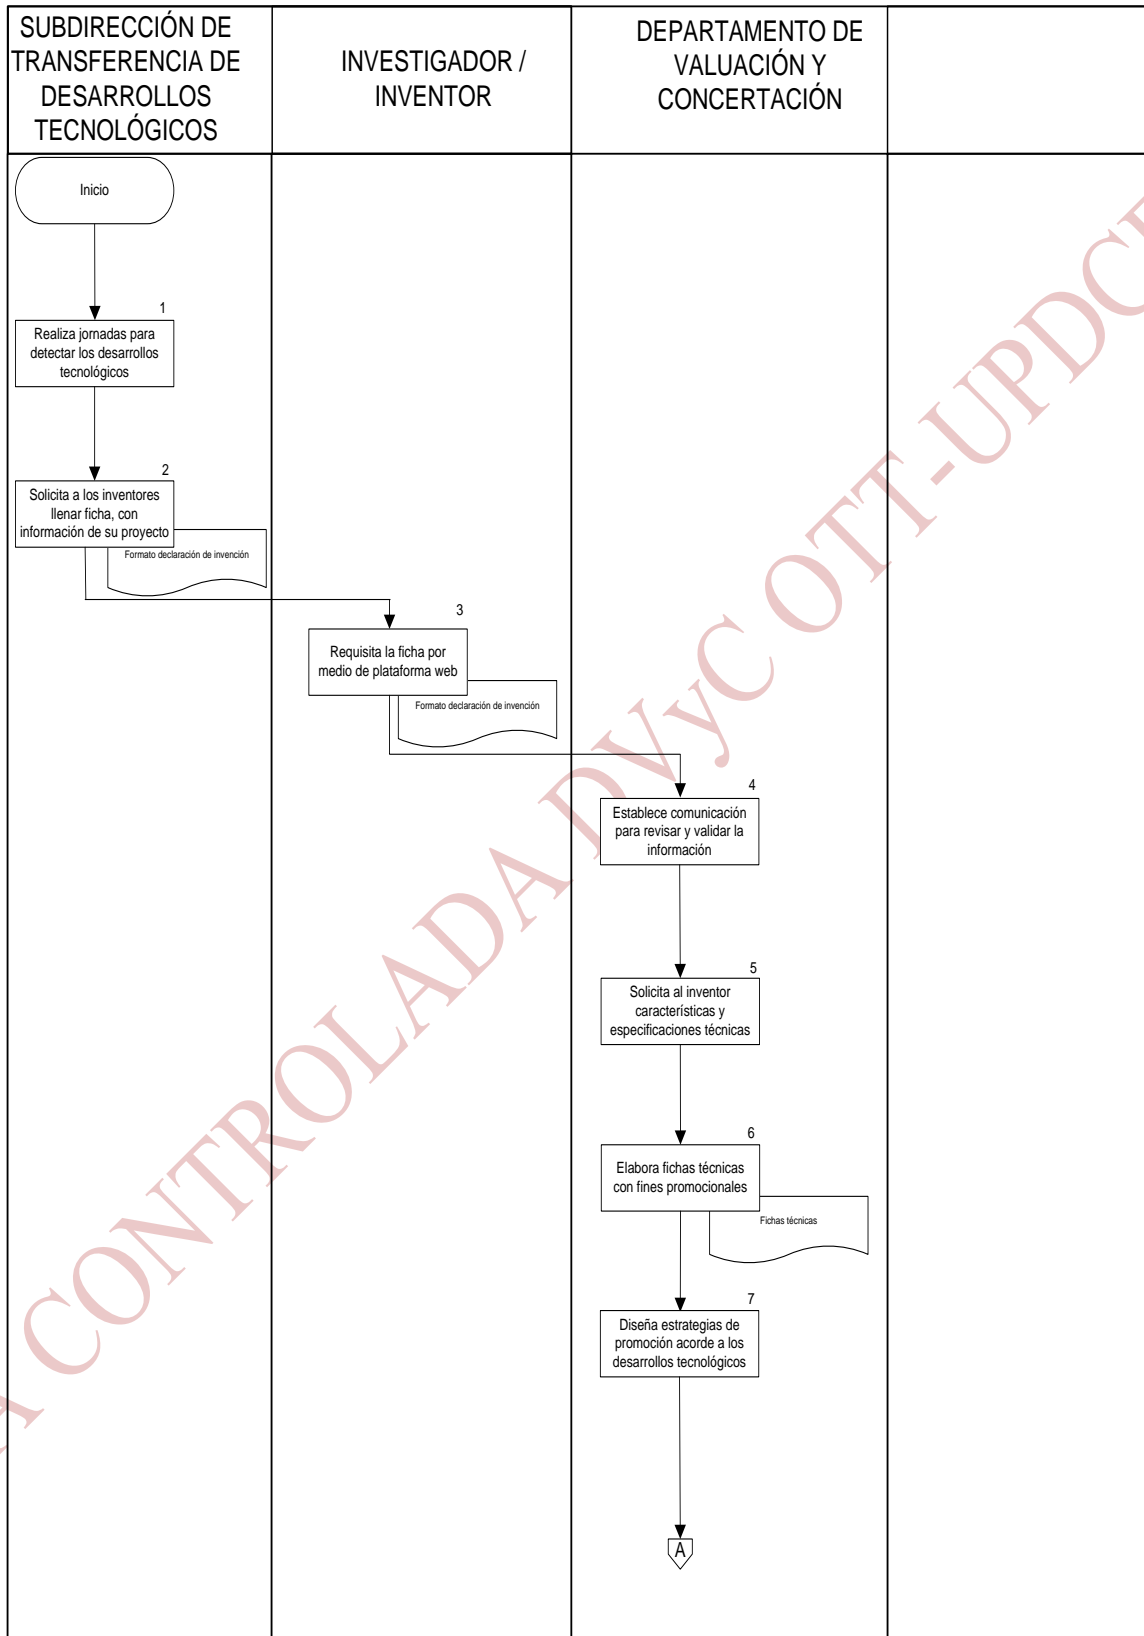 SUBDIRECCIÓN DE
TRANSFERENCIA DE
DESARROLLOS
TECNOLÓGICOS
INVESTIGADOR /
INVENTOR
DEPARTAMENTO DE
VALUACIÓN Y
CONCERTACIÓN
Inicio
1
Realiza jornadas para
detectar los desarrollos
tecnológicos
2
Solicita a los inventores
llenar ficha, con
información de su proyecto
Formato declaración de invención
3
Requisita la ficha por
medio de plataforma web
Formato declaración de invención
4
Establece comunicación
para revisar y validar la
información
5
Solicita al inventor
características y
especificaciones técnicas
6
Elabora fichas técnicas
con fines promocionales
Fichas técnicas
7
Diseña estrategias de
promoción acorde a los
desarrollos tecnológicos
A
A CONTROLADA DVyC OTT-UPDC